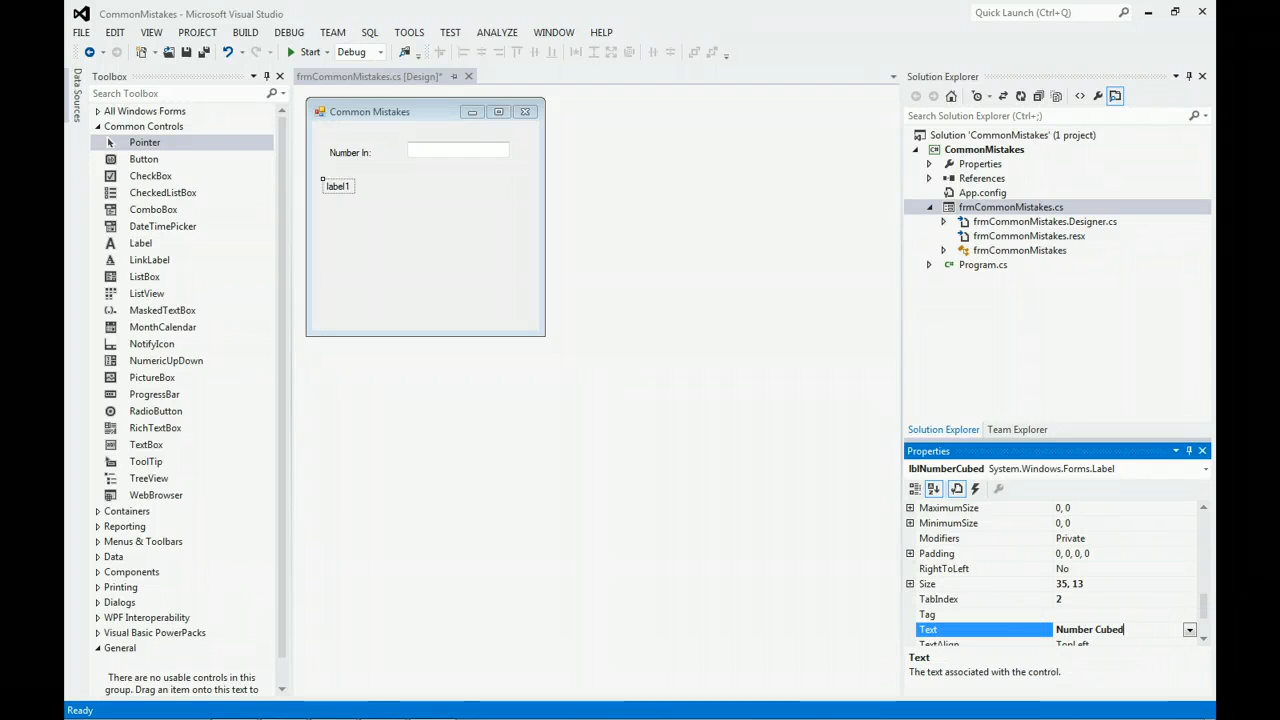 CommonMistakes - Microsoft Visual Studio
Quick Launch (Ctrl+Q)
FILE EDIT VIEW PROJECT BUILD DEBUG TEAM SQL FORMAT TOOLS TEST ANALYZE WINDOW HELP
Start Debug
Data Sources
Toolbox
Search Toolbox
All Windows Forms
Common Controls
Pointer
Button
CheckBox
CheckedListBox
ComboBox
DateTimePicker
Label
LinkLabel
ListBox
ListView
MaskedTextBox
MonthCalendar
NotifyIcon
NumericUpDown
PictureBox
ProgressBar
RadioButton
RichTextBox
TextBox
ToolTip
TreeView
WebBrowser
Containers
Reporting
Menus & Toolbars
Data
Components
Printing
Dialogs
WPF Interoperability
Visual Basic PowerPacks
General
There are no usable controls in this
group. Drag an item onto this text to
frmCommonMistakes.cs [Design]*
Common Mistakes
Number In:
label1
Solution Explorer
Search Solution Explorer (Ctrl+;)
Solution 'CommonMistakes' (1 project)
CommonMistakes
Properties
References
App.config
frmCommonMistakes.cs
frmCommonMistakes.Designer.cs
frmCommonMistakes.resx
frmCommonMistakes
Program.cs
Solution Explorer Team Explorer
Properties
lblNumberCubed System.Windows.Forms.Label
MaximumSize 0, 0
MinimumSize 0, 0
Modifiers Private
Padding 0, 0, 0, 0
RightToLeft No
Size 35, 13
TabIndex 2
Tag
Text Number Cubed
TextAlign TopLeft
Text
The text associated with the control.
Ready